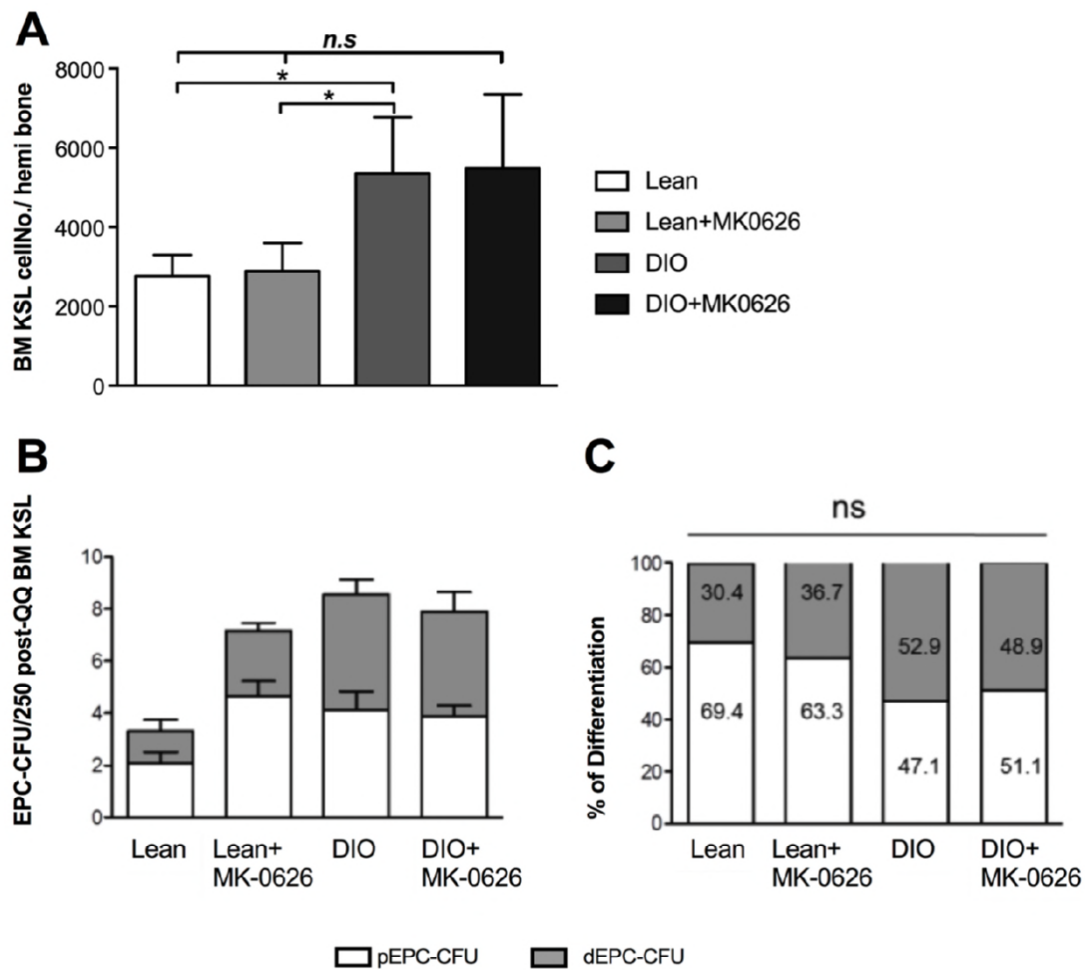 A
n.s
*
*
BM KSL cellNo./ hemi bone
8000
6000
4000
2000
0
Lean
Lean+MK0626
DIO
DIO+MK0626
B
EPC-CFU/250 post-QQ BM KSL
10
8
6
4
2
0
Lean
Lean+
MK-0626
DIO
DIO+
MK-0626
C
ns
% of Differentiation
100
80
60
40
20
0
30.4
36.7
52.9
48.9
69.4
63.3
47.1
51.1
Lean
Lean+
MK-0626
DIO
DIO+
MK-0626
pEPC-CFU
dEPC-CFU